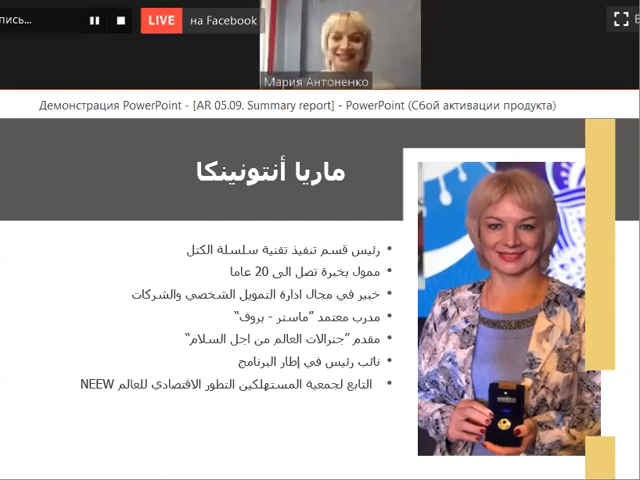 пись...
LIVE
на Facebook
Мария Антоненко
Демонстрация PowerPoint - [AR 05.09. Summary report] - PowerPoint (Сбой активации продукта)
ماريا أنتونينكا
• رئيس قسم تنفيذ تقنية سلسلة الكتل
• ممول بخبرة تصل الى 20 عاما
• خبير في مجال ادارة التمويل الشخصي والشركات
• مدرب معتمد ”ماستر - بروف“
• مقدم ”جنرالات العالم من اجل السلام“
• نائب رئيس في إطار البرنامج
• التابع لجمعية المستهلكين التطور الاقتصادي للعالم NEEW